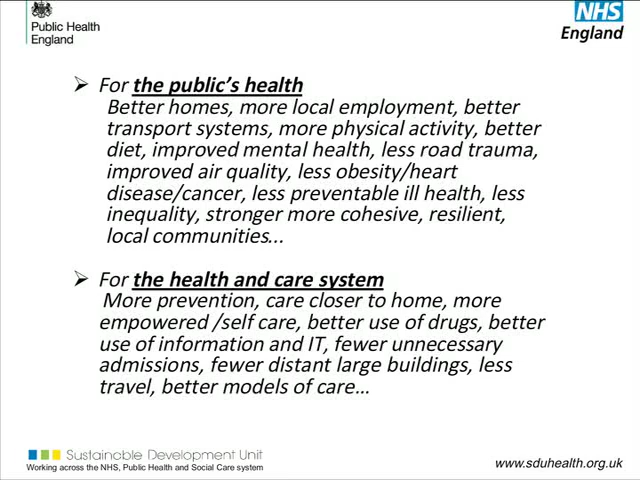 Public Health
England
NHS
England
➢ For the public’s health
Better homes, more local employment, better
transport systems, more physical activity, better
diet, improved mental health, less road trauma,
improved air quality, less obesity/heart
disease/cancer, less preventable ill health, less
inequality, stronger more cohesive, resilient,
local communities...
➢ For the health and care system
More prevention, care closer to home, more
empowered /self care, better use of drugs, better
use of information and IT, fewer unnecessary
admissions, fewer distant large buildings, less
travel, better models of care…
Sustainable Development Unit
Working across the NHS, Public Health and Social Care system
www.sduhealth.org.uk